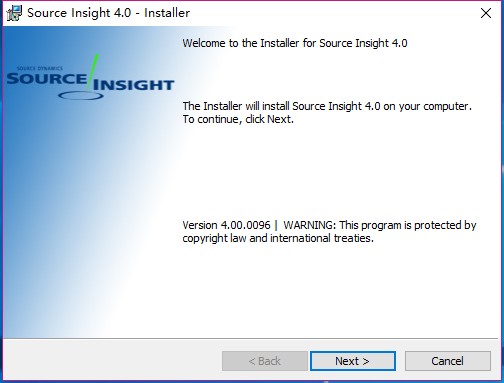 Source Insight 4.0 - Installer
Welcome to the Installer for Source Insight 4.0
SOURCE DYNAMICS
SOURCE INSIGHT
The Installer will install Source Insight 4.0 on your computer.
To continue, click Next.
Version 4.00.0096 | WARNING: This program is protected by
copyright law and international treaties.
< Back
Next >
Cancel